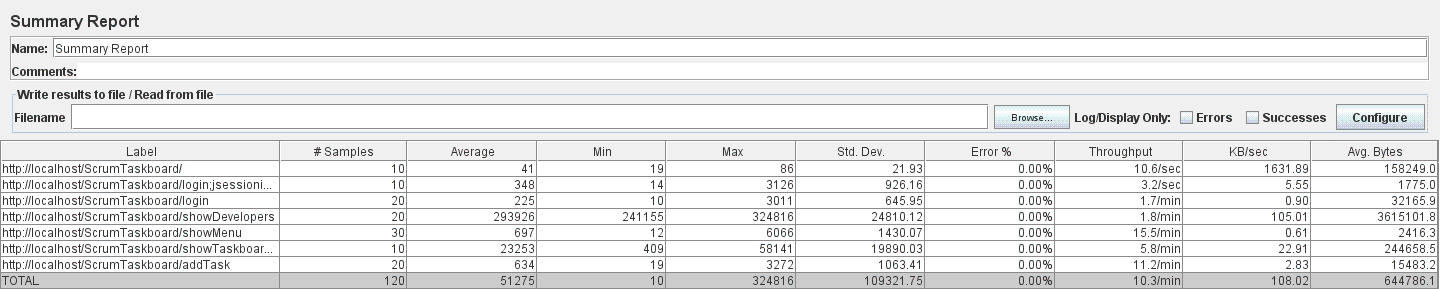 Summary Report
Name: Summary Report
Comments:
Write results to file / Read from file
Filename Browse... Log/Display Only: Errors Successes Configure
Label # Samples Average Min Max Std. Dev. Error % Throughput KB/sec Avg. Bytes
http://localhost/ScrumTaskboard/ 10 41 19 86 21.93 0.00% 10.6/sec 1631.89 158249.0
http://localhost/ScrumTaskboard/login;jsessioni... 10 348 14 3126 926.16 0.00% 3.2/sec 5.55 1775.0
http://localhost/ScrumTaskboard/login 20 225 10 3011 645.95 0.00% 1.7/min 0.90 32165.9
http://localhost/ScrumTaskboard/showDevelopers 20 293926 241155 324816 24810.12 0.00% 1.8/min 105.01 3615101.8
http://localhost/ScrumTaskboard/showMenu 30 697 12 6066 1430.07 0.00% 15.5/min 0.61 2416.3
http://localhost/ScrumTaskboard/showTaskboar... 10 23253 409 58141 19890.03 0.00% 5.8/min 22.91 244658.5
http://localhost/ScrumTaskboard/addTask 20 634 19 3272 1063.41 0.00% 11.2/min 2.83 15483.2
TOTAL 120 51275 10 324816 109321.75 0.00% 10.3/min 108.02 644786.1